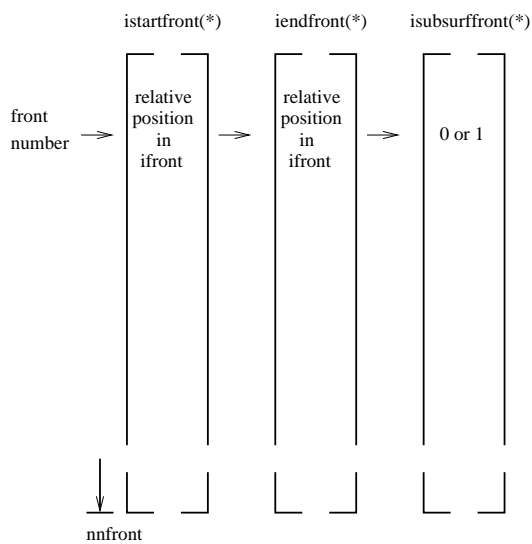 istartfront(*) iendfront(*) isubsurffront(*)
front
number
relative
position
in
ifront
relative
position
in
ifront
0 or 1
nnfront